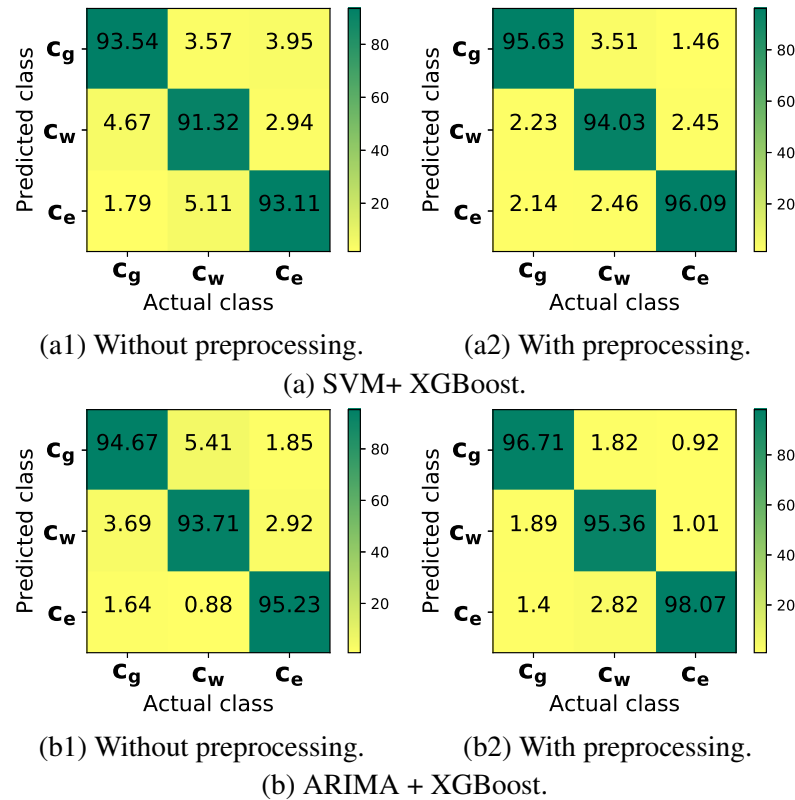 Predicted class
c_g 93.54 3.57 3.95
c_w 4.67 91.32 2.94
c_e 1.79 5.11 93.11
c_g c_w c_e
Actual class
80
60
40
20
(a1) Without preprocessing.
Predicted class
c_g 95.63 3.51 1.46
c_w 2.23 94.03 2.45
c_e 2.14 2.46 96.09
c_g c_w c_e
Actual class
80
60
40
20
(a2) With preprocessing.
(a) SVM+ XGBoost.
Predicted class
c_g 94.67 5.41 1.85
c_w 3.69 93.71 2.92
c_e 1.64 0.88 95.23
c_g c_w c_e
Actual class
80
60
40
20
(b1) Without preprocessing.
Predicted class
c_g 96.71 1.82 0.92
c_w 1.89 95.36 1.01
c_e 1.4 2.82 98.07
c_g c_w c_e
Actual class
80
60
40
20
(b2) With preprocessing.
(b) ARIMA + XGBoost.